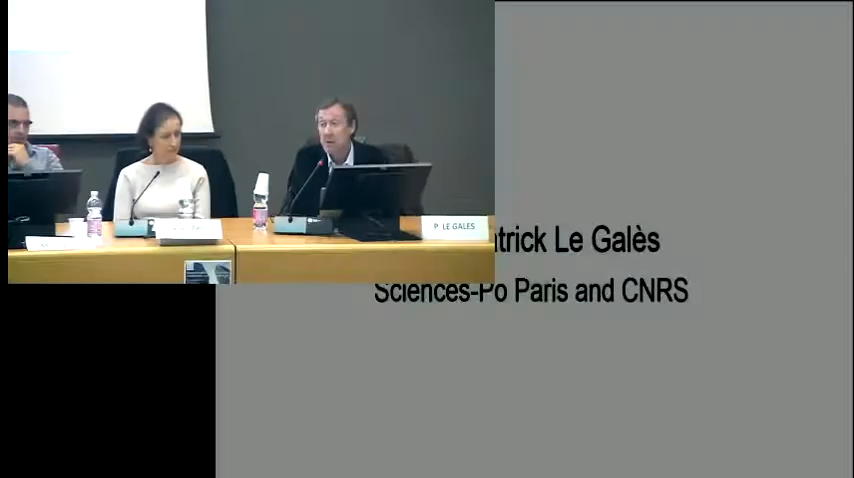 P. LE GALES
atrick Le Galès
Sciences-Po Paris and CNRS